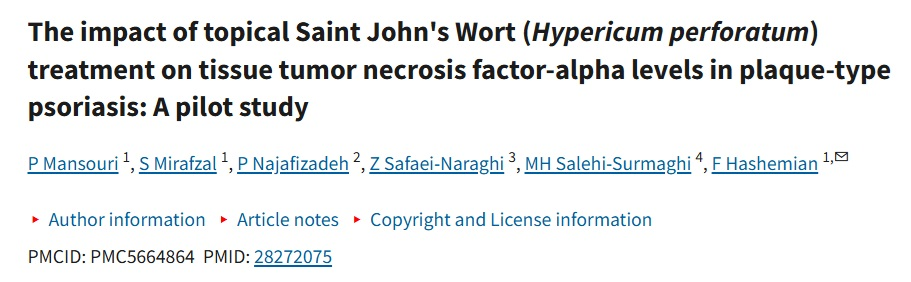 The impact of topical Saint John's Wort (Hypericum perforatum)
treatment on tissue tumor necrosis factor-alpha levels in plaque-type
psoriasis: A pilot study
P Mansouri 1, S Mirafzal 1, P Najafizadeh 2, Z Safaei-Naraghi 3, MH Salehi-Surmaghi 4, F Hashemian 1,✉
▸ Author information ▸ Article notes ▸ Copyright and License information
PMCID: PMC5664864 PMID: 28272075